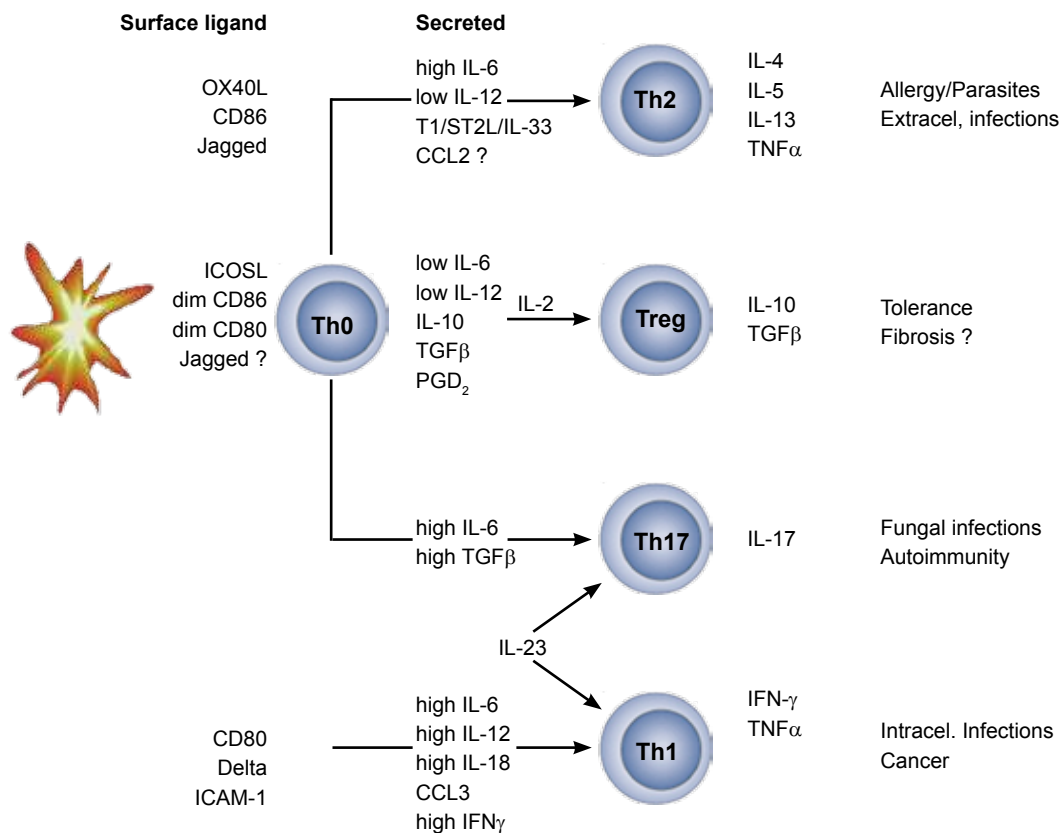 Surface ligand
Secreted
OX40L
CD86
Jagged
high IL-6
low IL-12
T1/ST2L/IL-33
CCL2 ?
Th2
IL-4
IL-5
IL-13
TNFα
Allergy/Parasites
Extracel, infections
ICOSL
dim CD86
dim CD80
Jagged ?
Th0
low IL-6
low IL-12
IL-10
TGFβ
PGD₂
IL-2
Treg
IL-10
TGFβ
Tolerance
Fibrosis ?
high IL-6
high TGFβ
Th17
IL-17
Fungal infections
Autoimmunity
IL-23
CD80
Delta
ICAM-1
high IL-6
high IL-12
high IL-18
CCL3
high IFNγ
Th1
IFN-γ
TNFα
Intracel. Infections
Cancer